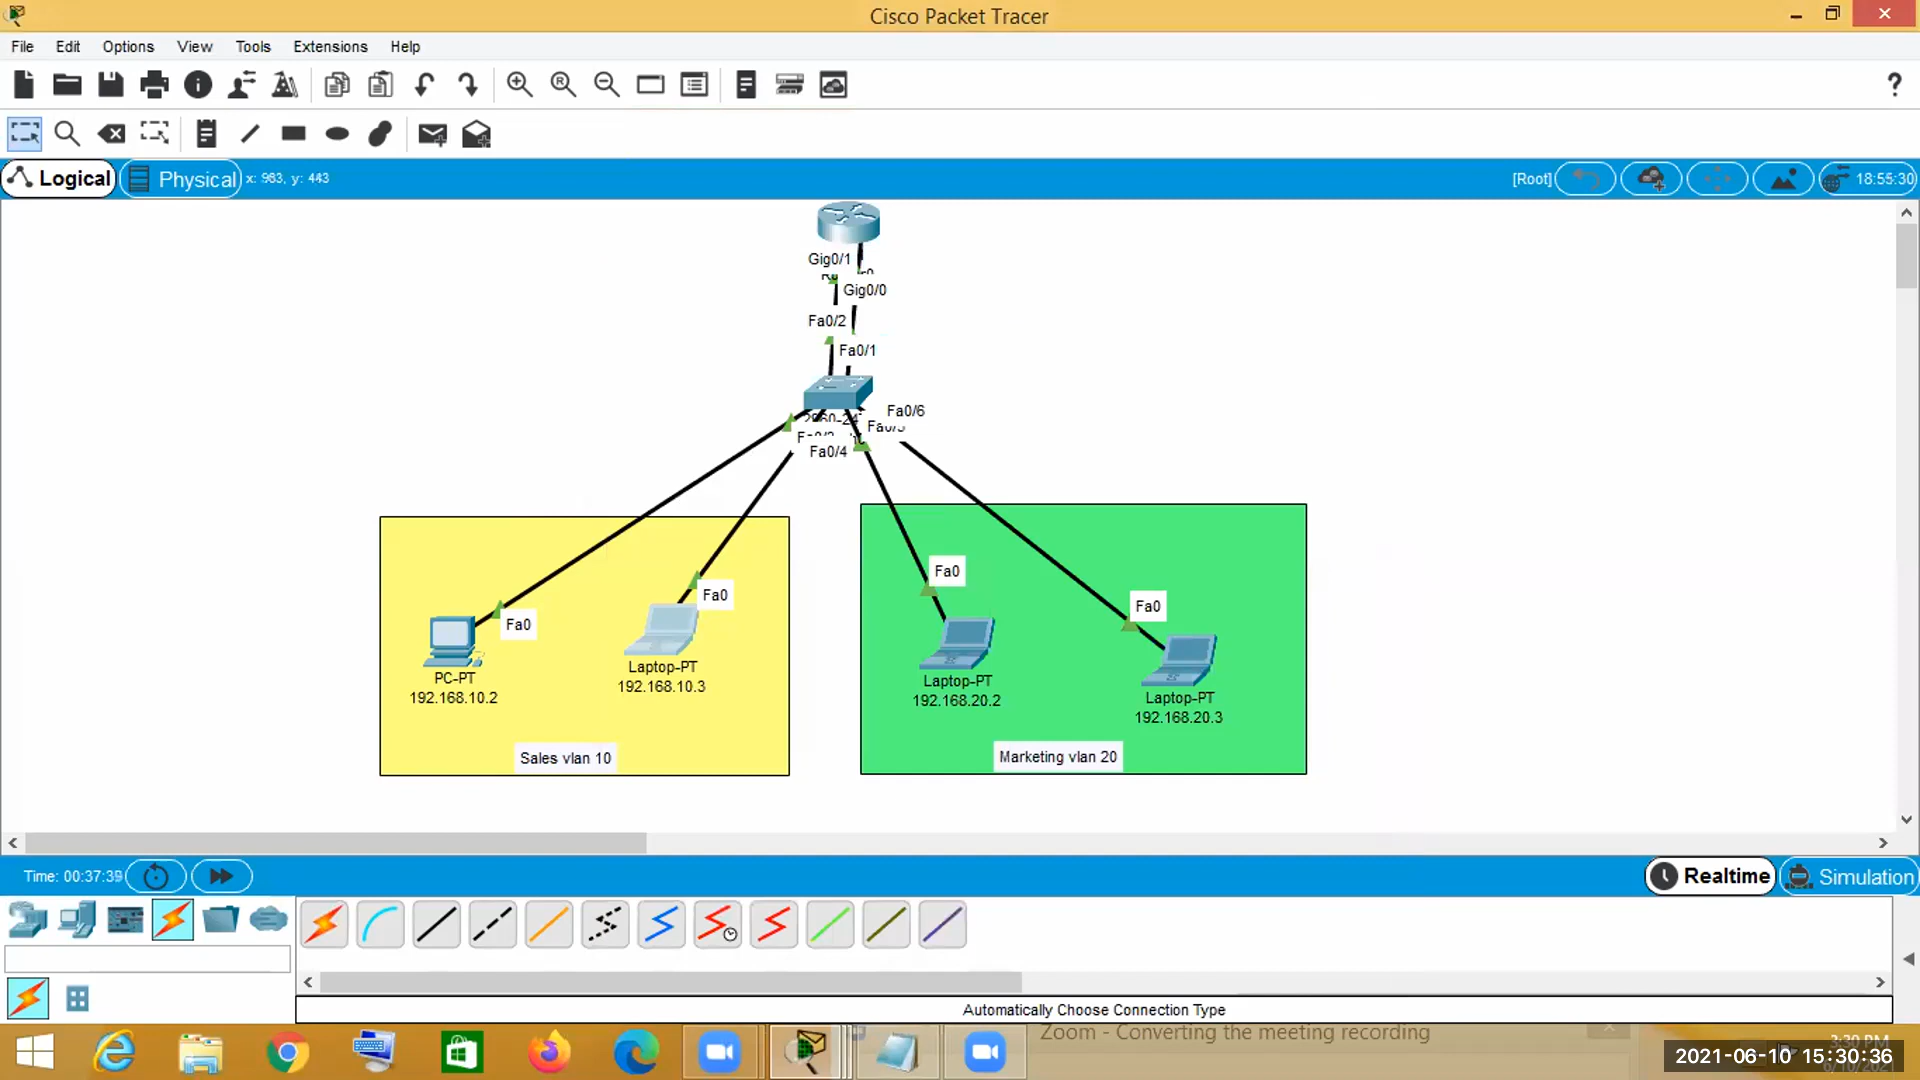 Cisco Packet Tracer
File Edit Options View Tools Extensions Help
Logical Physical x: 983, y: 443 [Root] 18:55:30
Gig0/1
Gig0/0
Fa0/2
Fa0/1
Fa0/6
Fa0/4
Fa0
Fa0
Fa0
Fa0
PC-PT
192.168.10.2
Laptop-PT
192.168.10.3
Laptop-PT
192.168.20.2
Laptop-PT
192.168.20.3
Sales vlan 10
Marketing vlan 20
Time: 00:37:39 Realtime Simulation
Automatically Choose Connection Type
Zoom - Converting the meeting recording
3:30 PM
2021-06-10 15:30:36